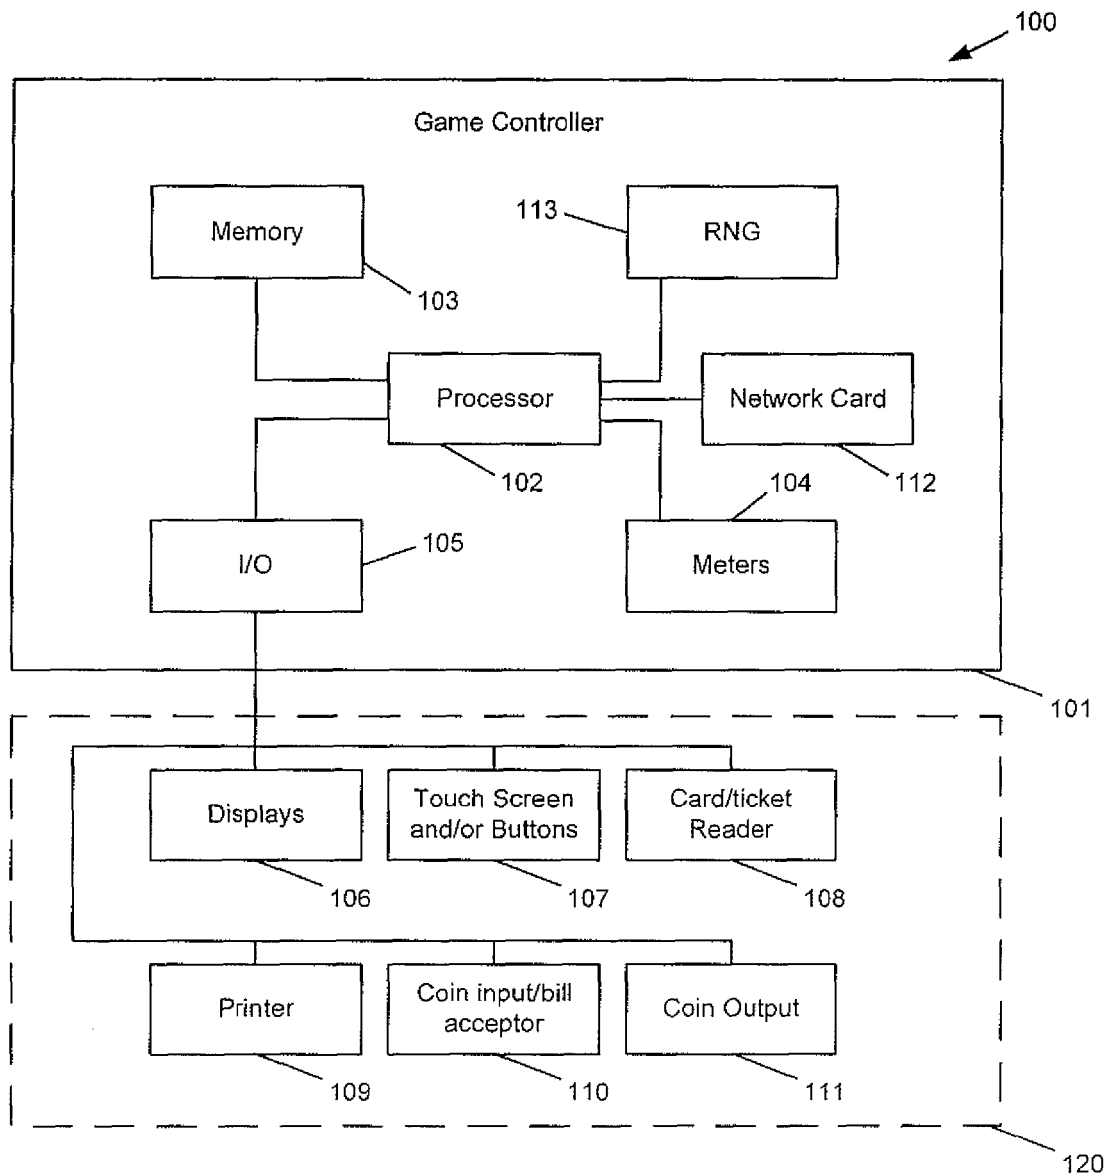 100
Game Controller
Memory
113
RNG
103
Processor
Network Card
102
104
112
I/O
105
Meters
101
Displays
Touch Screen
and/or Buttons
Card/ticket
Reader
106
107
108
Printer
Coin input/bill
acceptor
Coin Output
109
110
111
120